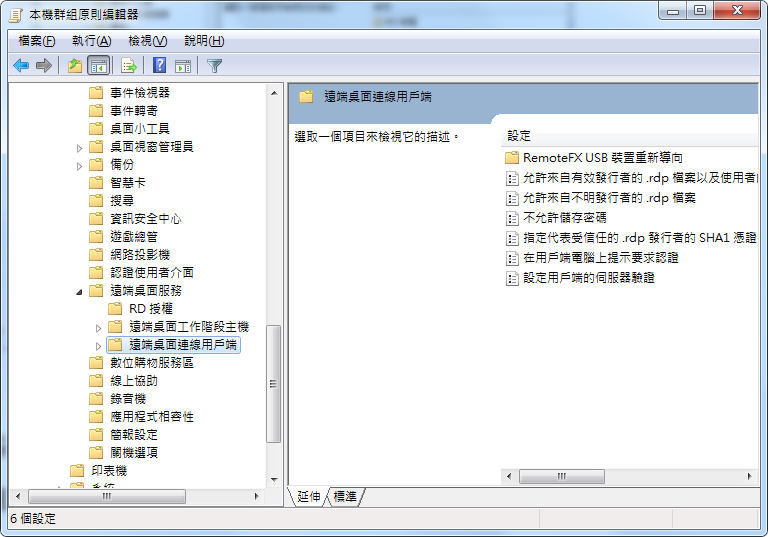 本機群組原則編輯器
檔案(F) 執行(A) 檢視(V) 說明(H)
事件檢視器
事件轉寄
桌面小工具
桌面視窗管理員
備份
智慧卡
搜尋
資訊安全中心
遊戲總管
網路投影機
認證使用者介面
遠端桌面服務
RD 授權
遠端桌面工作階段主機
遠端桌面連線用戶端
數位購物服務區
線上協助
錄音機
應用程式相容性
簡報設定
關機選項
印表機
系統
遠端桌面連線用戶端
選取一個項目來檢視它的描述。
設定
RemoteFX USB 裝置重新導向
允許來自有效發行者的 .rdp 檔案以及使用者
允許來自不明發行者的 .rdp 檔案
不允許儲存密碼
指定代表受信任的 .rdp 發行者的 SHA1 憑證
在用戶端電腦上提示要求認證
設定用戶端的伺服器驗證
延伸 標準
6 個設定